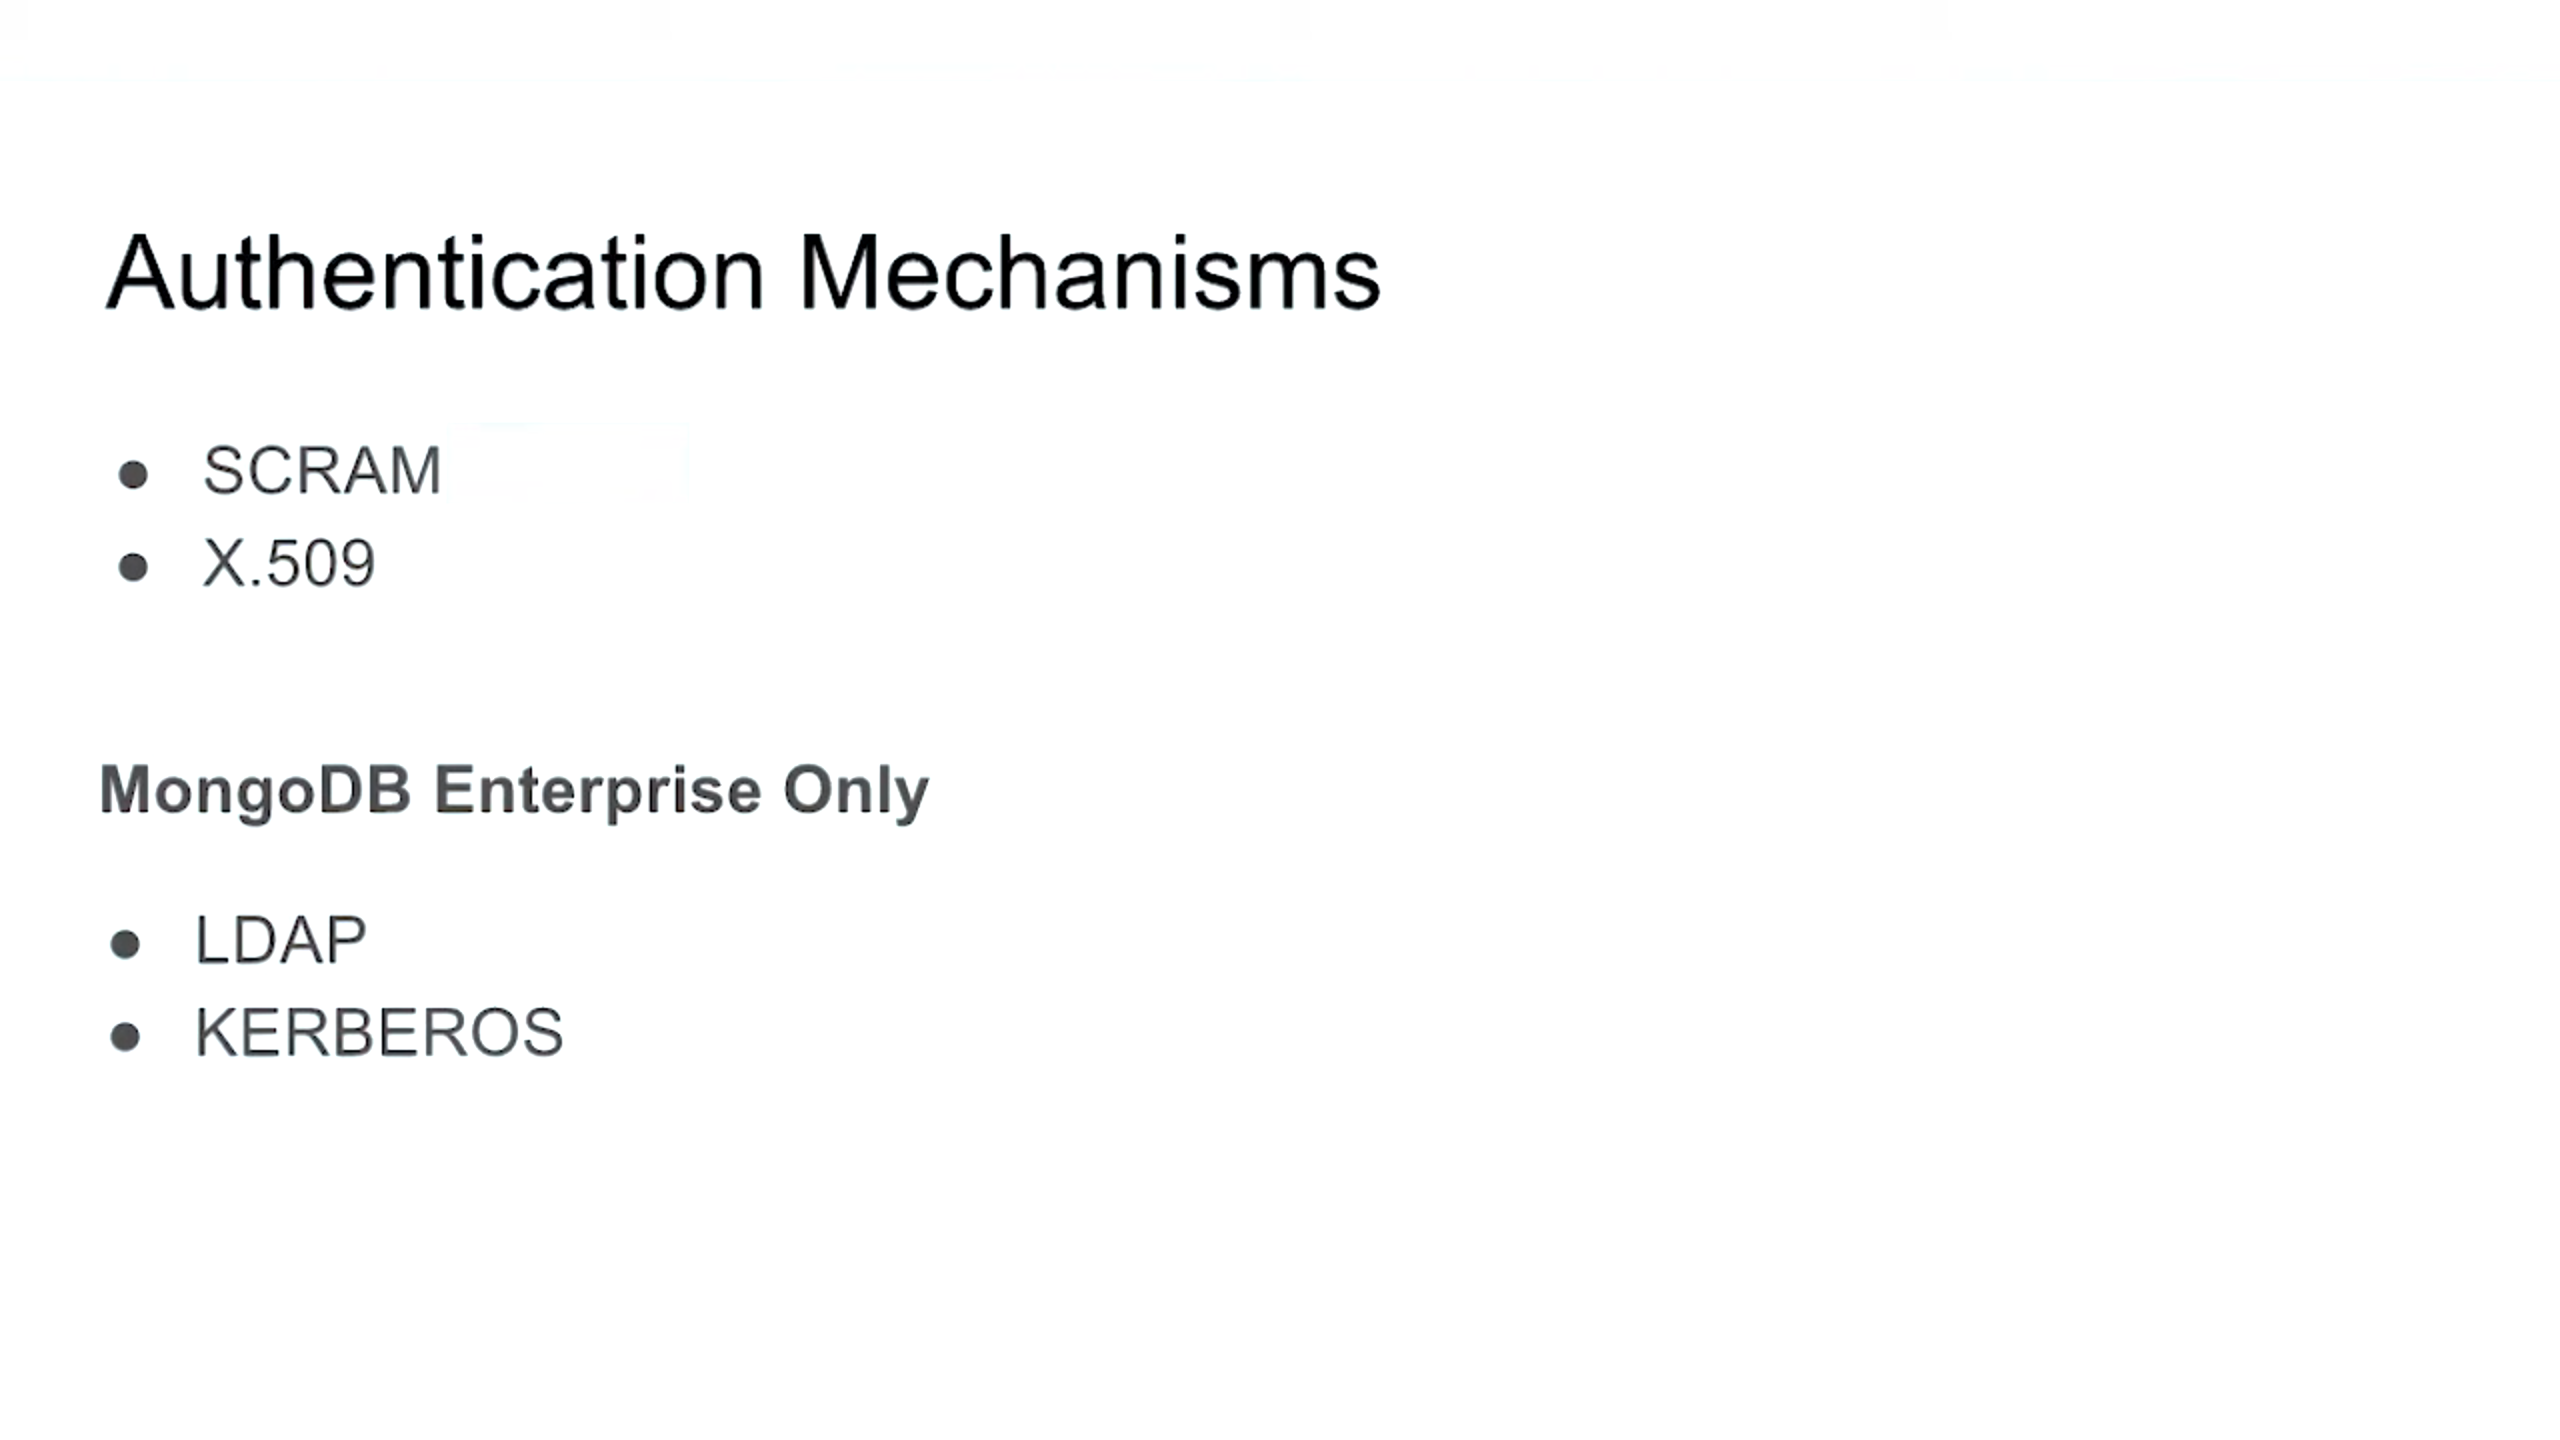 Authentication Mechanisms
● SCRAM
● X.509
MongoDB Enterprise Only
● LDAP
● KERBEROS